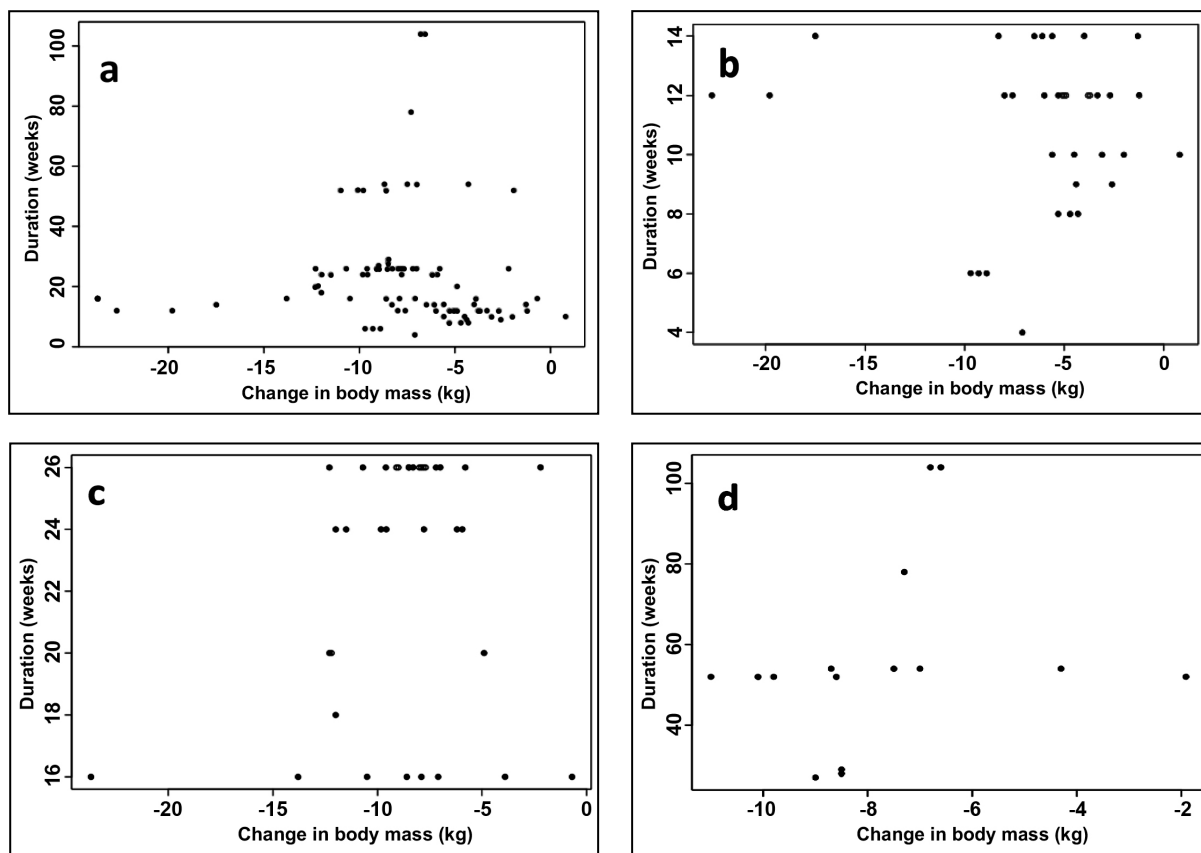 a
Duration (weeks)
100
80
60
40
20
0
-20 -15 -10 -5 0
Change in body mass (kg)
b
Duration (weeks)
14
12
10
8
6
4
-20 -15 -10 -5 0
Change in body mass (kg)
c
Duration (weeks)
26
24
22
20
18
16
-20 -15 -10 -5 0
Change in body mass (kg)
d
Duration (weeks)
100
80
60
40
-10 -8 -6 -4 -2
Change in body mass (kg)